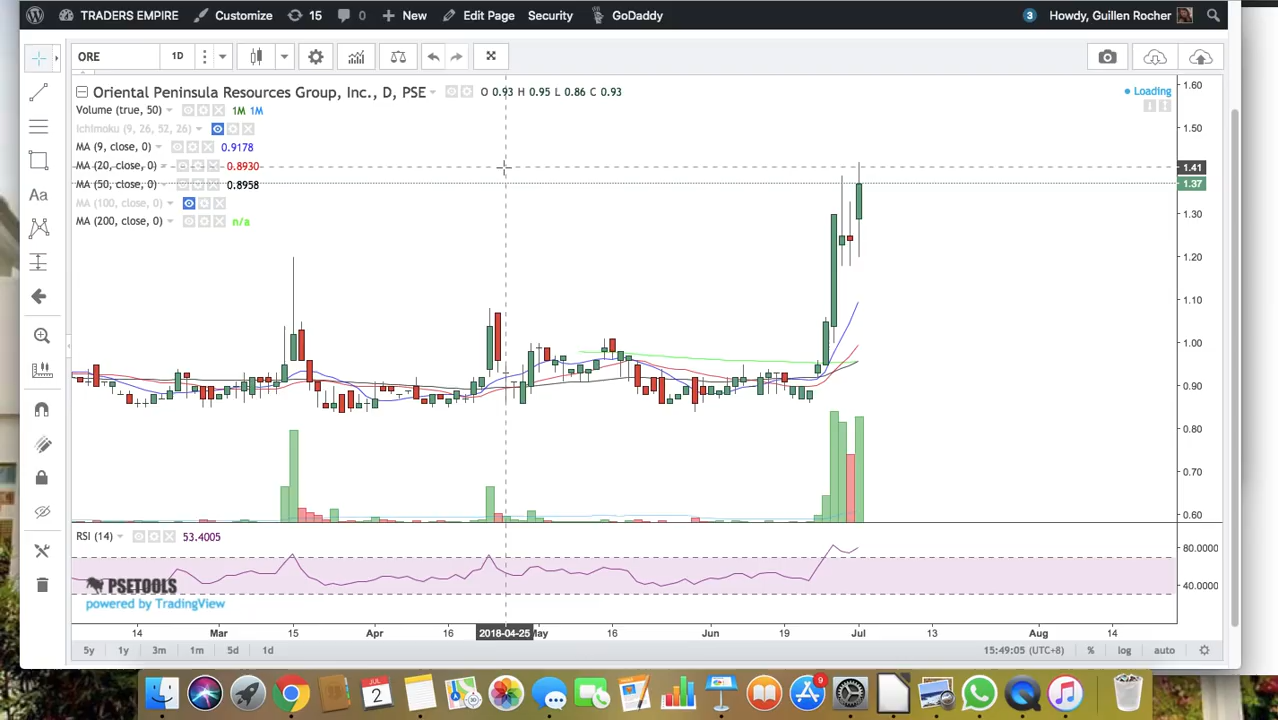 TRADERS EMPIRE Customize 15 0 New Edit Page Security GoDaddy 3 Howdy, Guillen Rocher
ORE 1D
Oriental Peninsula Resources Group, Inc., D, PSE O 0.93 H 0.95 L 0.86 C 0.93
Loading
Volume (true, 50) 1M 1M
Ichimoku (9, 26, 52, 26)
MA (9, close, 0) 0.9178
MA (20, close, 0) 0.8930
MA (50, close, 0) 0.8958
MA (100, close, 0)
MA (200, close, 0) n/a
Aa
1.60
1.50
1.41
1.37
1.30
1.20
1.10
1.00
0.90
0.80
0.70
0.60
RSI (14) 53.4005
80.0000
40.0000
PSETOOLS
powered by TradingView
14 Mar 15 Apr 16 2018-04-25 May 16 Jun 19 Jul 13 Aug 14
5y 1y 3m 1m 5d 1d 15:49:05 (UTC+8) % log auto
JUL
2
9